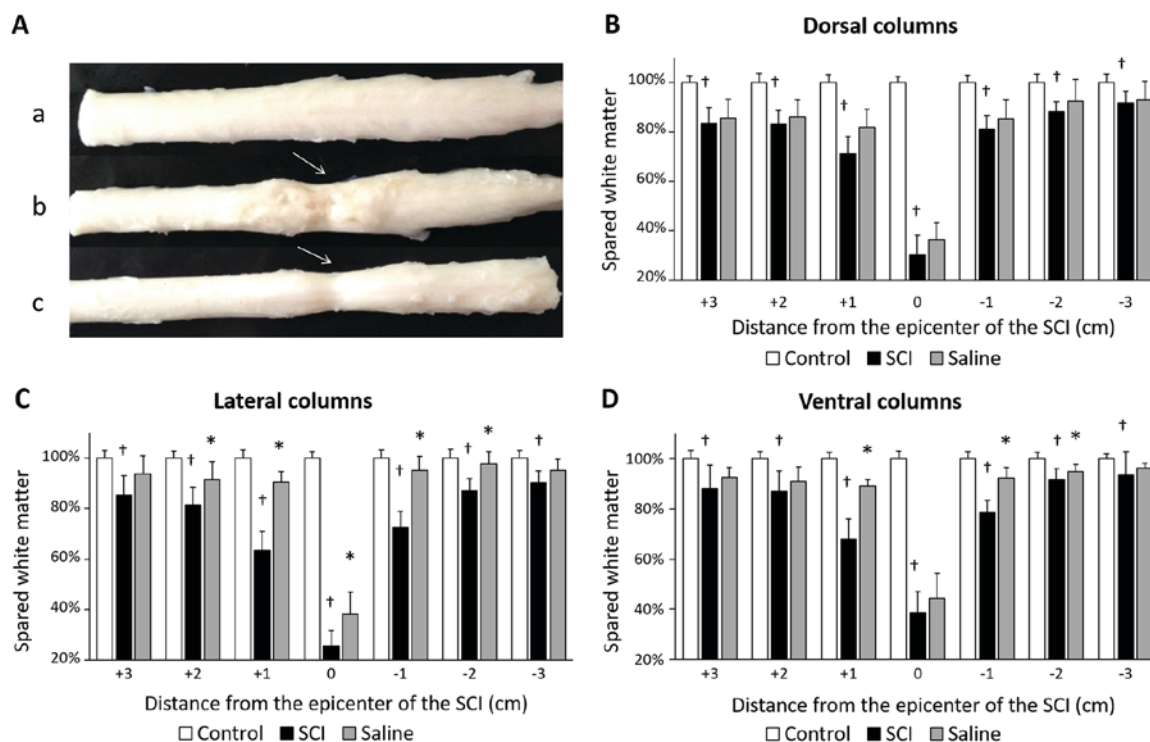 A
a
b
c
B
Dorsal columns
Spared white matter
100%
80%
60%
40%
20%
† † † † † † †
+3 +2 +1 0 -1 -2 -3
Distance from the epicenter of the SCI (cm)
Control SCI Saline
C
Lateral columns
Spared white matter
100%
80%
60%
40%
20%
† † * † * † * † * † * †
+3 +2 +1 0 -1 -2 -3
Distance from the epicenter of the SCI (cm)
Control SCI Saline
D
Ventral columns
Spared white matter
100%
80%
60%
40%
20%
† † † * † † * † * †
+3 +2 +1 0 -1 -2 -3
Distance from the epicenter of the SCI (cm)
Control SCI Saline